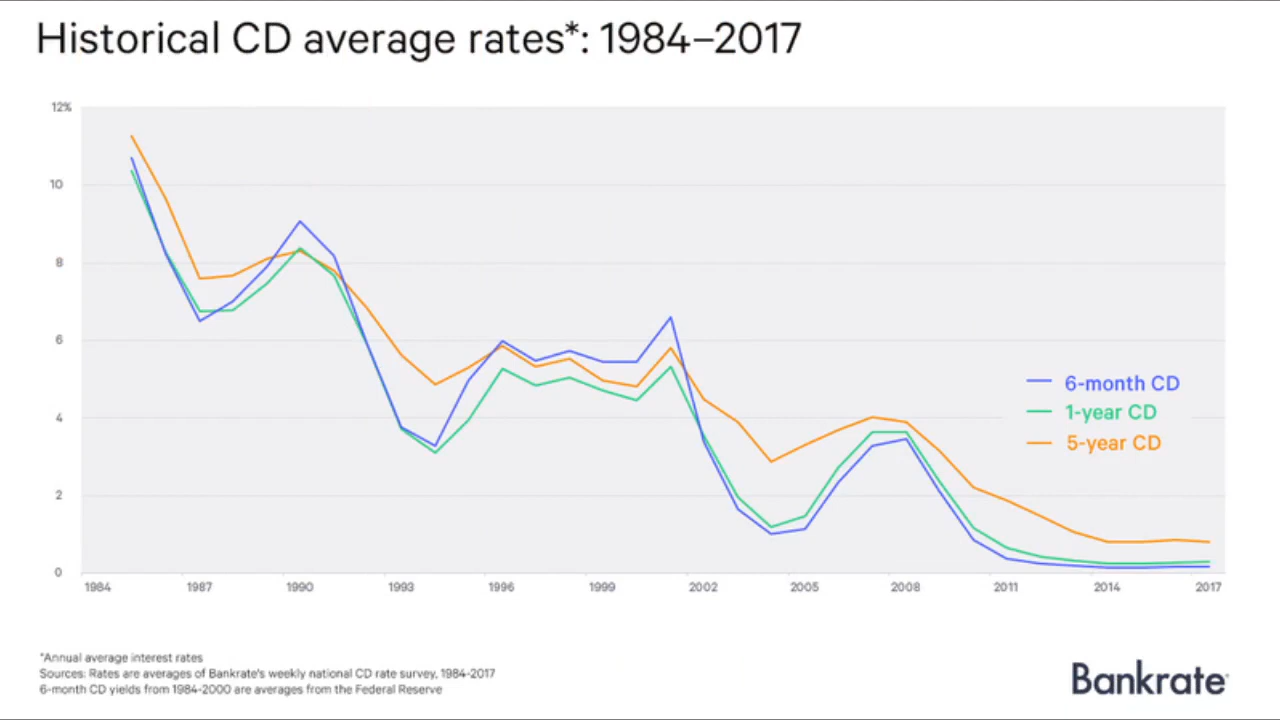 Historical CD average rates*: 1984–2017
12%
10
8
6
4
2
0
6-month CD
1-year CD
5-year CD
1984 1987 1990 1993 1996 1999 2002 2005 2008 2011 2014 2017
*Annual average interest rates
Sources: Rates are averages of Bankrate's weekly national CD rate survey, 1984-2017
6-month CD yields from 1984-2000 are averages from the Federal Reserve
Bankrate